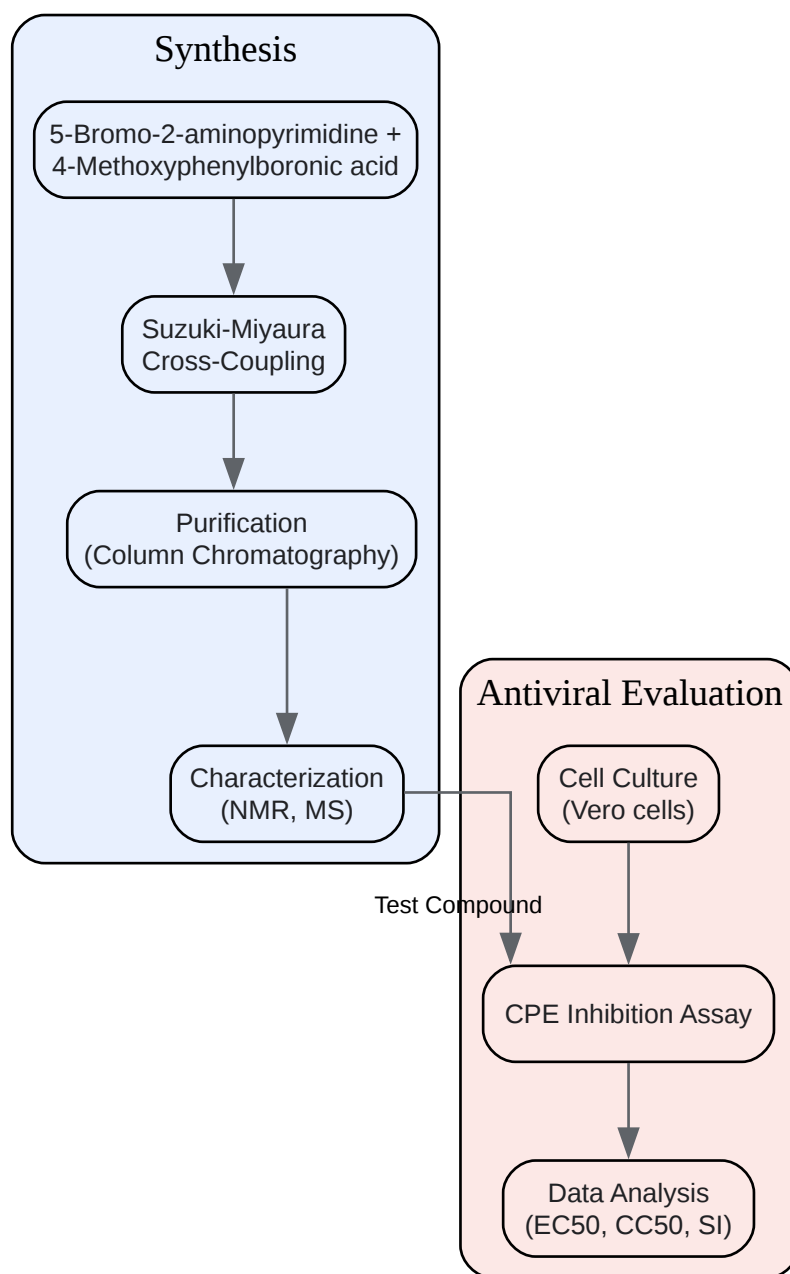 Synthesis
5-Bromo-2-aminopyrimidine +
4-Methoxyphenylboronic acid
Suzuki-Miyaura
Cross-Coupling
Purification
(Column Chromatography)
Characterization
(NMR, MS)
Test Compound
Antiviral Evaluation
Cell Culture
(Vero cells)
CPE Inhibition Assay
Data Analysis
(EC50, CC50, SI)